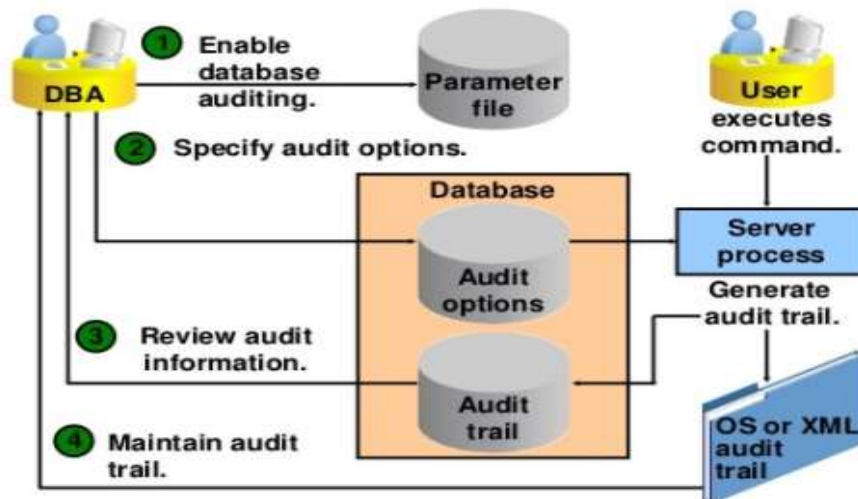 1 Enable
database
auditing.
DBA
Parameter
file
User
executes
command.
2 Specify audit options.
Database
Audit
options
Server
process
Generate
audit trail.
3 Review audit
information.
Audit
trail
4 Maintain audit
trail.
OS or XML
audit
trail